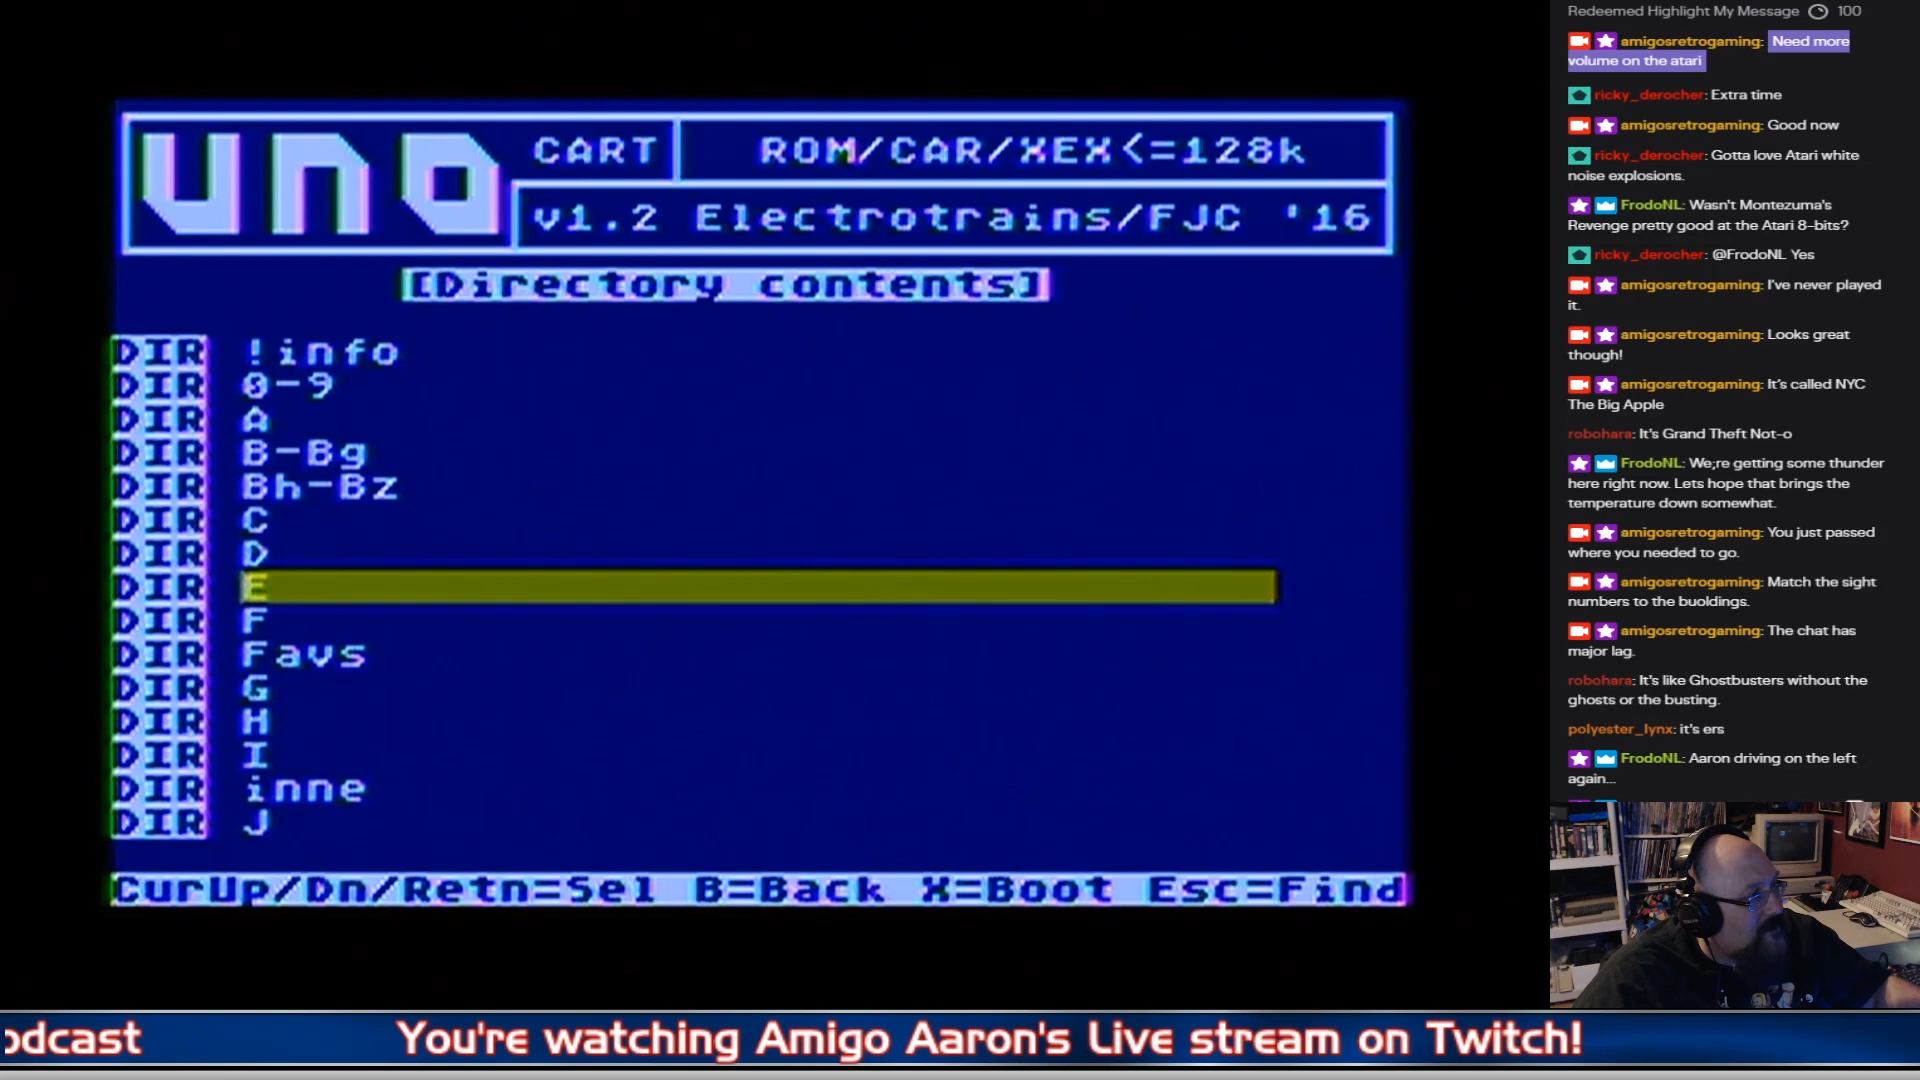 uno
CART
ROM/CAR/XEX<=128k
v1.2 Electrotrains/FJC '16
[Directory contents]
DIR !info
DIR 0-9
DIR A
DIR B-Bg
DIR Bh-Bz
DIR C
DIR D
DIR E
DIR F
DIR Favs
DIR G
DIR H
DIR I
DIR inne
DIR J
CurUp/Dn/Retn=Sel B=Back X=Boot Esc=Find
Redeemed Highlight My Message 100
amigosretrogaming: Need more
volume on the atari
ricky_derocher: Extra time
amigosretrogaming: Good now
ricky_derocher: Gotta love Atari white
noise explosions.
FrodoNL: Wasn't Montezuma's
Revenge pretty good at the Atari 8-bits?
ricky_derocher: @FrodoNL Yes
amigosretrogaming: I've never played
it.
amigosretrogaming: Looks great
though!
amigosretrogaming: It's called NYC
The Big Apple
robohara: It's Grand Theft Not-o
FrodoNL: We;re getting some thunder
here right now. Lets hope that brings the
temperature down somewhat.
amigosretrogaming: You just passed
where you needed to go.
amigosretrogaming: Match the sight
numbers to the buoldings.
amigosretrogaming: The chat has
major lag.
robohara: It's like Ghostbusters without the
ghosts or the busting.
polyester_lynx: it's ers
FrodoNL: Aaron driving on the left
again...
odcast You're watching Amigo Aaron's Live stream on Twitch!